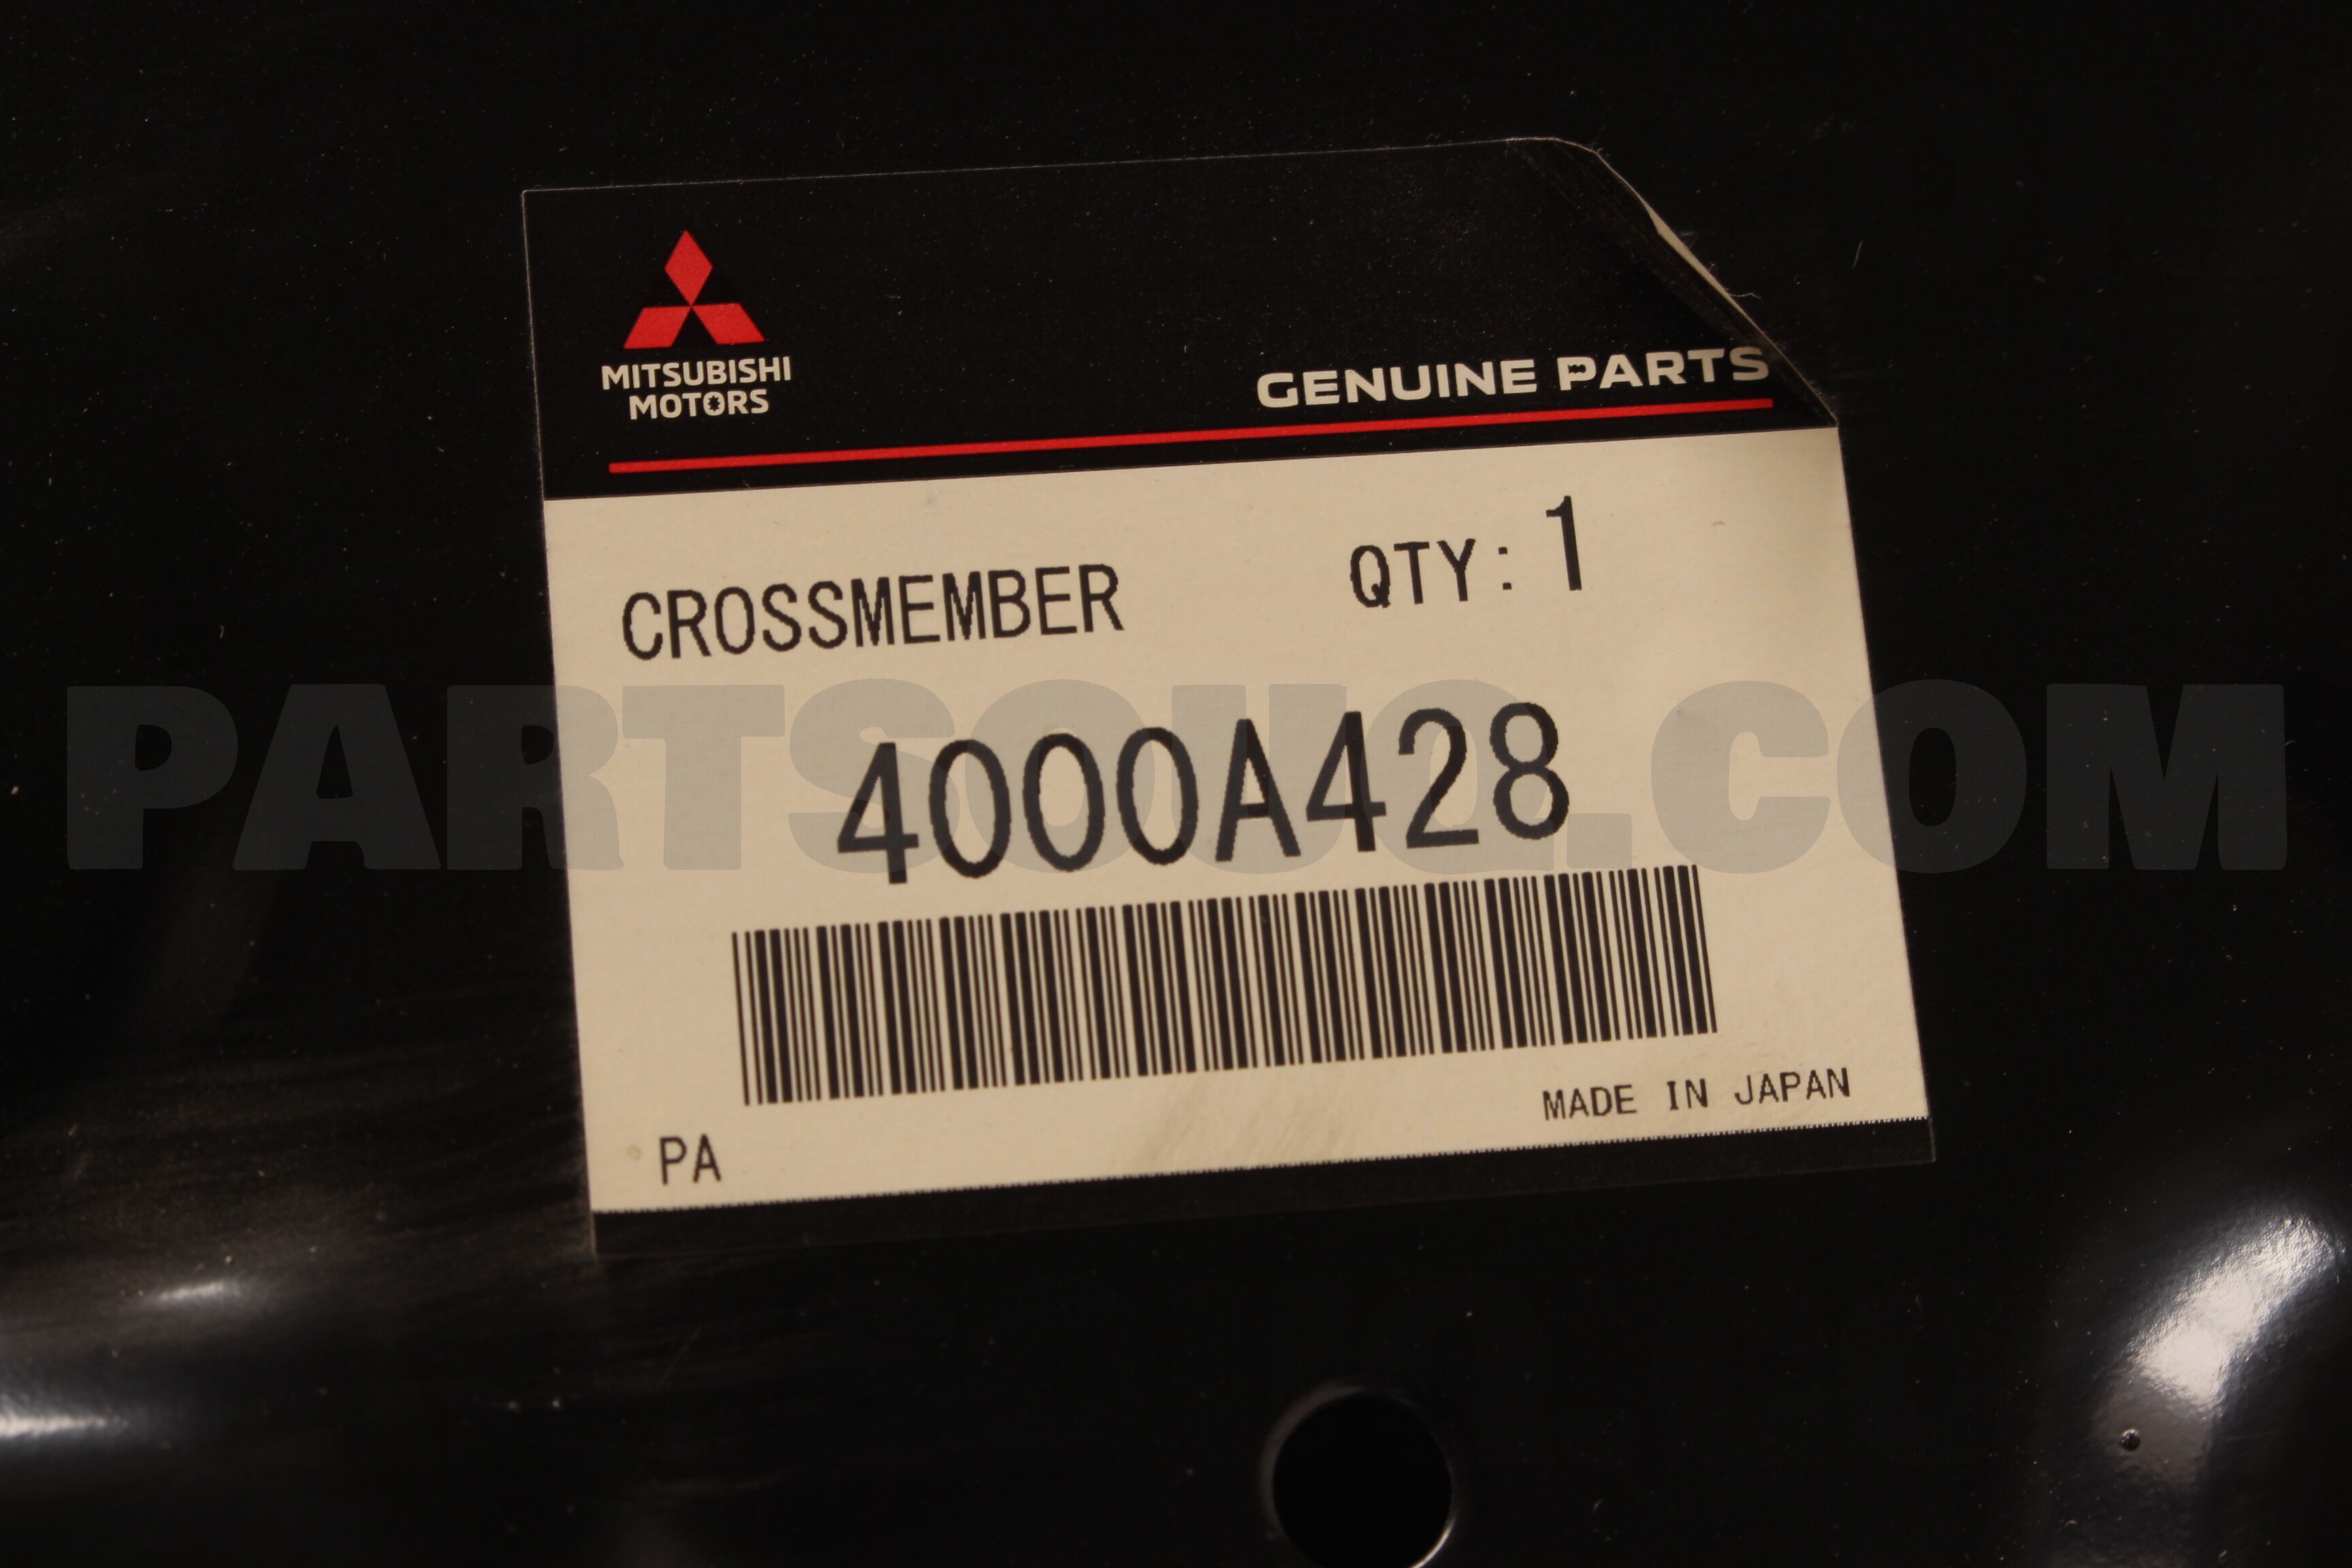 MITSUBISHI
MOTORS
GENUINE PARTS
CROSSMEMBER QTY: 1
PARTSOUQ.COM
4000A428
MADE IN JAPAN
PA